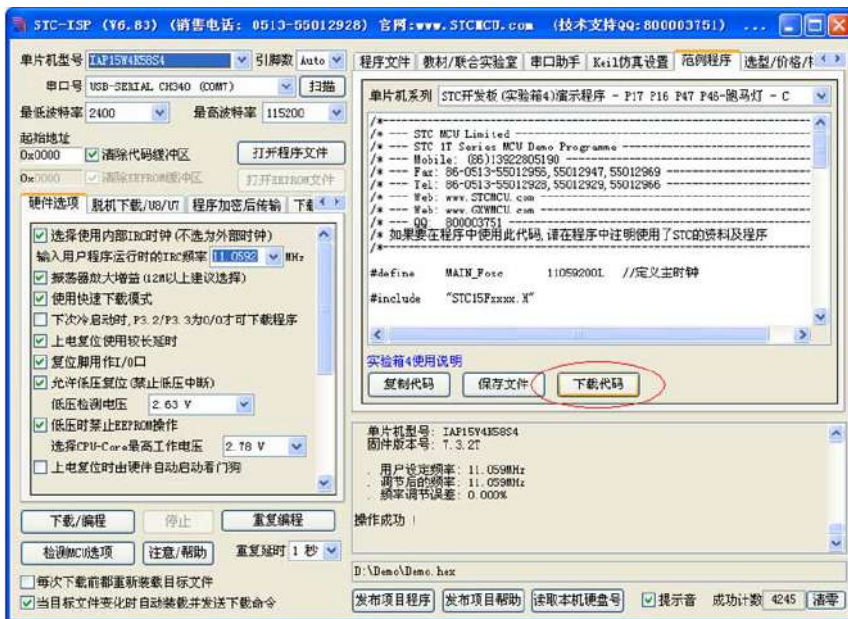 STC-ISP (V6.83) (销售电话: 0513-55012928) 官网:www.STCMCU.com (技术支持QQ:800003751) ...
单片机型号 IAP15W4K58S4 引脚数 Auto
串口号 USB-SERIAL CH340 (COM7) 扫描
最低波特率 2400 最高波特率 115200
起始地址
0x0000 清除代码缓冲区 打开程序文件
0x0000 清除EEPROM缓冲区 打开EEPROM文件
硬件选项 脱机下载/U8/U7 程序加密后传输
选择使用内部IRC时钟(不选为外部时钟)
输入用户程序运行时的IRC频率 11.0592 MHz
振荡器放大增益(12M以上建议选择)
使用快速下载模式
下次冷启动时,P3.2/P3.3为0/0才可下载程序
上电复位使用较长延时
复位脚用作I/O口
允许低压复位(禁止低压中断)
低压检测电压 2.63 V
低压时禁止EEPROM操作
选择CPU-Core最高工作电压 2.78 V
上电复位时由硬件自动启动看门狗
下载/编程 停止 重复编程
检测MCU选项 注意/帮助 重复延时 1 秒
每次下载前都重新装载目标文件
当目标文件变化时自动装载并发送下载命令
程序文件 教材/联合实验室 串口助手 Keil仿真设置 范例程序 选型/价格/
单片机系列 STC开发板(实验箱4)演示程序 - P17 P16 P47 P46-跑马灯 - C
/*---------------------------------------------------------------------
/* --- STC MCU Limited ------------------------------------------------
/* --- STC 1T Series MCU Demo Programme -------------------------------
/* --- Mobile: (86)13922805190 ----------------------------------------
/* --- Fax: 86-0513-55012956,55012947,55012969 ------------------------
/* --- Tel: 86-0513-55012928,55012929,55012966 ------------------------
/* --- Web: www.STCMCU.com --------------------------------------------
/* --- Web: www.GXWMCU.com --------------------------------------------
/* --- QQ: 800003751 --------------------------------------------------
/* 如果要在程序中使用此代码,请在程序中注明使用了STC的资料及程序
/*---------------------------------------------------------------------
#define MAIN_Fosc 11059200L //定义主时钟
#include "STC15Fxxxx.H"
实验箱4使用说明
复制代码 保存文件 下载代码
单片机型号: IAP15W4K58S4
固件版本号: 7.3.2T
. 用户设定频率: 11.059MHz
. 调节后的频率: 11.059MHz
. 频率调节误差: 0.000%
操作成功 !
D:\Demo\Demo.hex
发布项目程序 发布项目帮助 读取本机硬盘号 提示音 成功计数 4245 清零